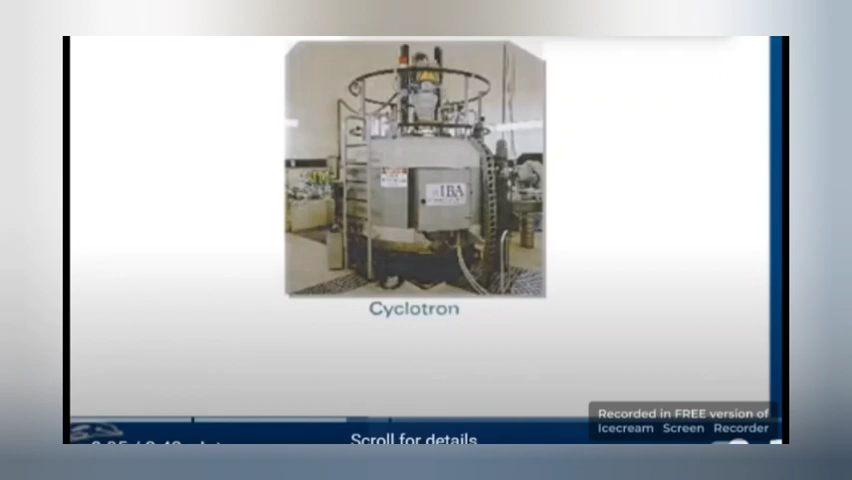 IBA
Cyclotron
Recorded in FREE version of
Icecream Screen Recorder
Scroll for details